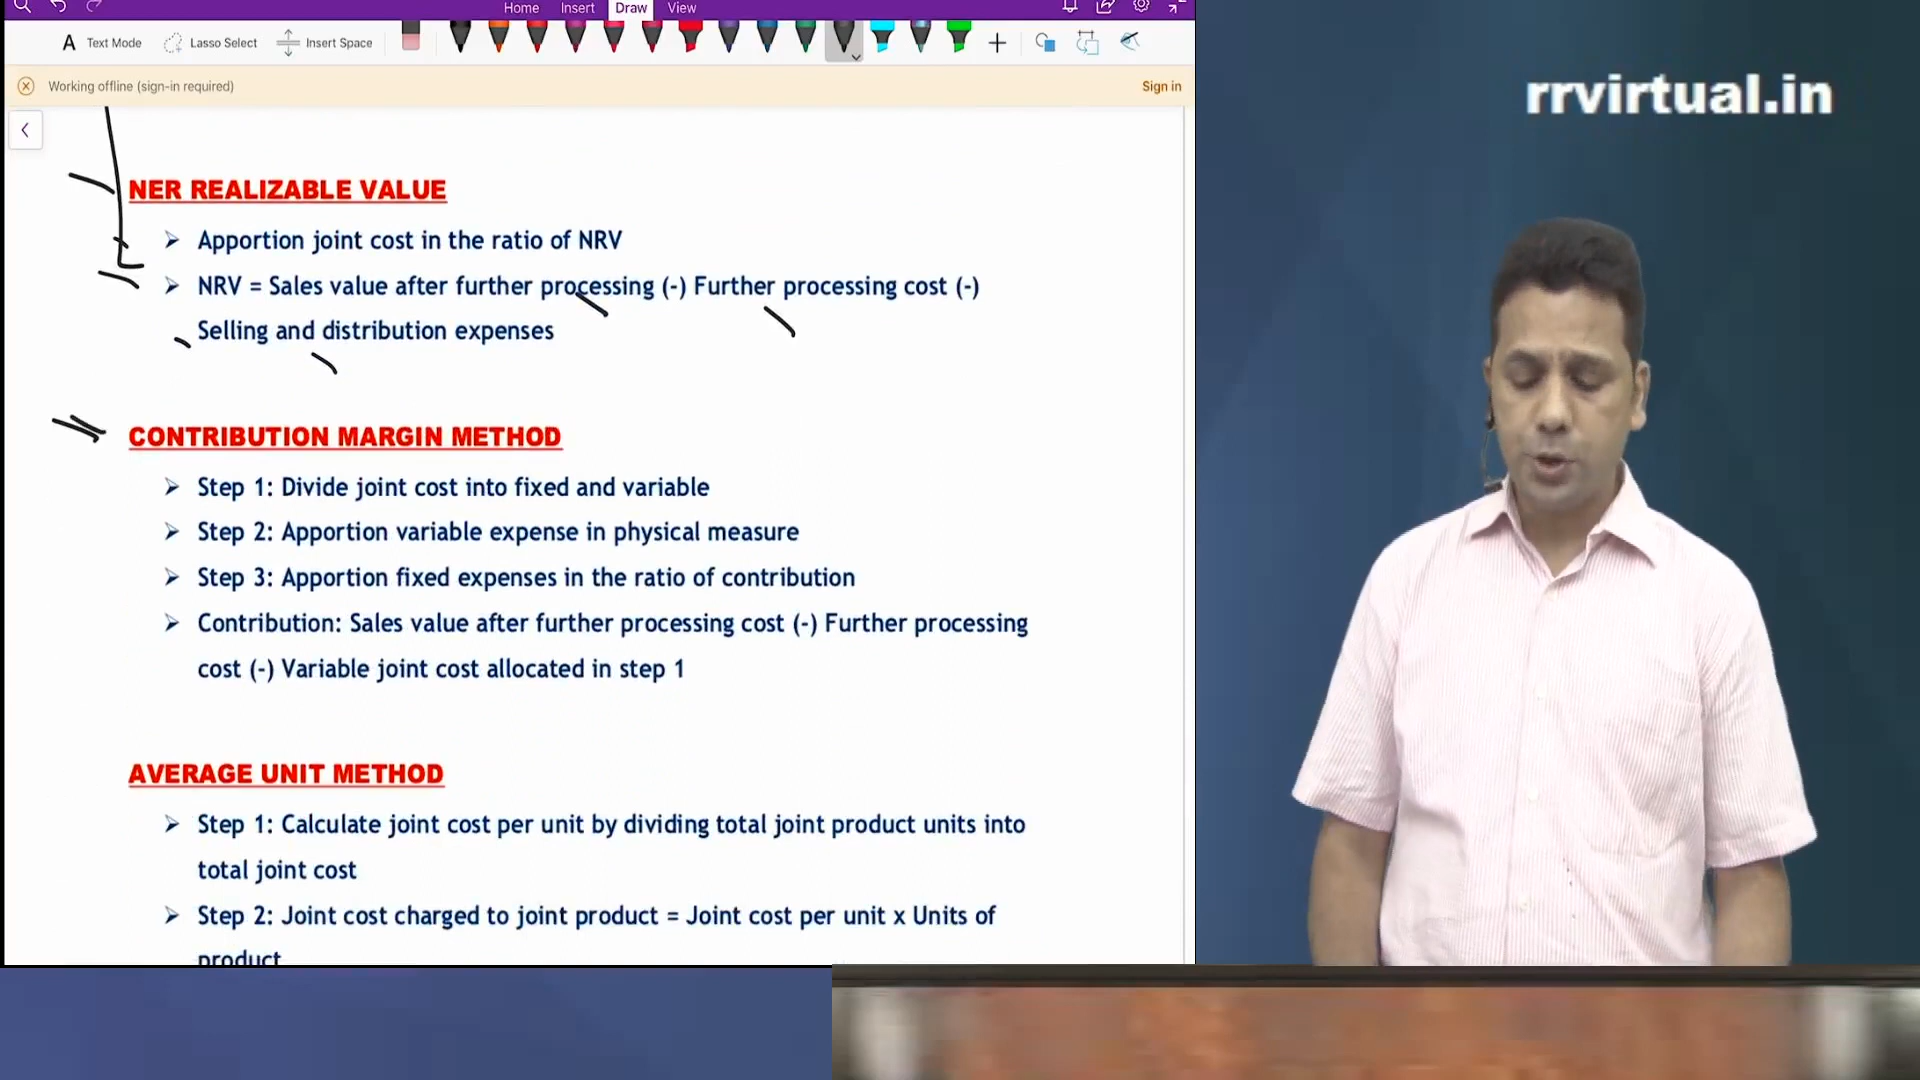 Home Insert Draw View
Text Mode Lasso Select Insert Space
Working offline (sign-in required) Sign in
rrvirtual.in
NER REALIZABLE VALUE
Apportion joint cost in the ratio of NRV
NRV = Sales value after further processing (-) Further processing cost (-)
Selling and distribution expenses
CONTRIBUTION MARGIN METHOD
Step 1: Divide joint cost into fixed and variable
Step 2: Apportion variable expense in physical measure
Step 3: Apportion fixed expenses in the ratio of contribution
Contribution: Sales value after further processing cost (-) Further processing
cost (-) Variable joint cost allocated in step 1
AVERAGE UNIT METHOD
Step 1: Calculate joint cost per unit by dividing total joint product units into
total joint cost
Step 2: Joint cost charged to joint product = Joint cost per unit x Units of
product